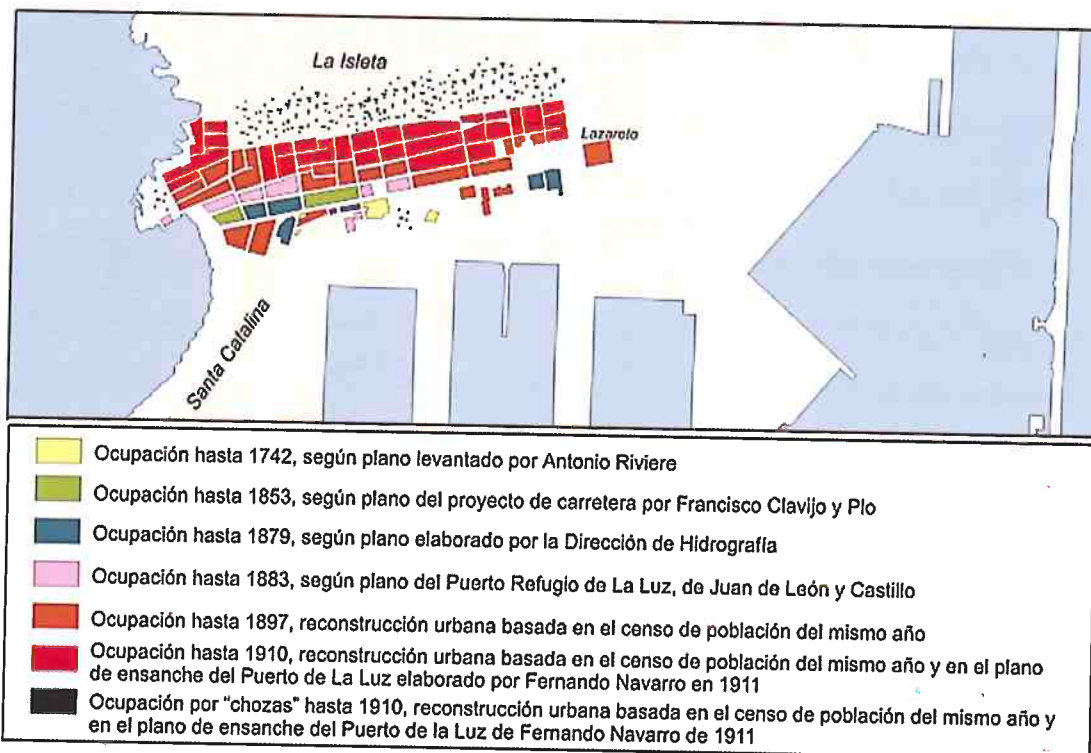 La Isleta
Lazareto
Santa Catalina
Ocupación hasta 1742, según plano levantado por Antonio Riviere
Ocupación hasta 1853, según plano del proyecto de carretera por Francisco Clavijo y Plo
Ocupación hasta 1879, según plano elaborado por la Dirección de Hidrografía
Ocupación hasta 1883, según plano del Puerto Refugio de La Luz, de Juan de León y Castillo
Ocupación hasta 1897, reconstrucción urbana basada en el censo de población del mismo año
Ocupación hasta 1910, reconstrucción urbana basada en el censo de población del mismo año y en el plano
de ensanche del Puerto de La Luz elaborado por Fernando Navarro en 1911
Ocupación por "chozas" hasta 1910, reconstrucción urbana basada en el censo de población del mismo año y
en el plano de ensanche del Puerto de la Luz de Fernando Navarro de 1911